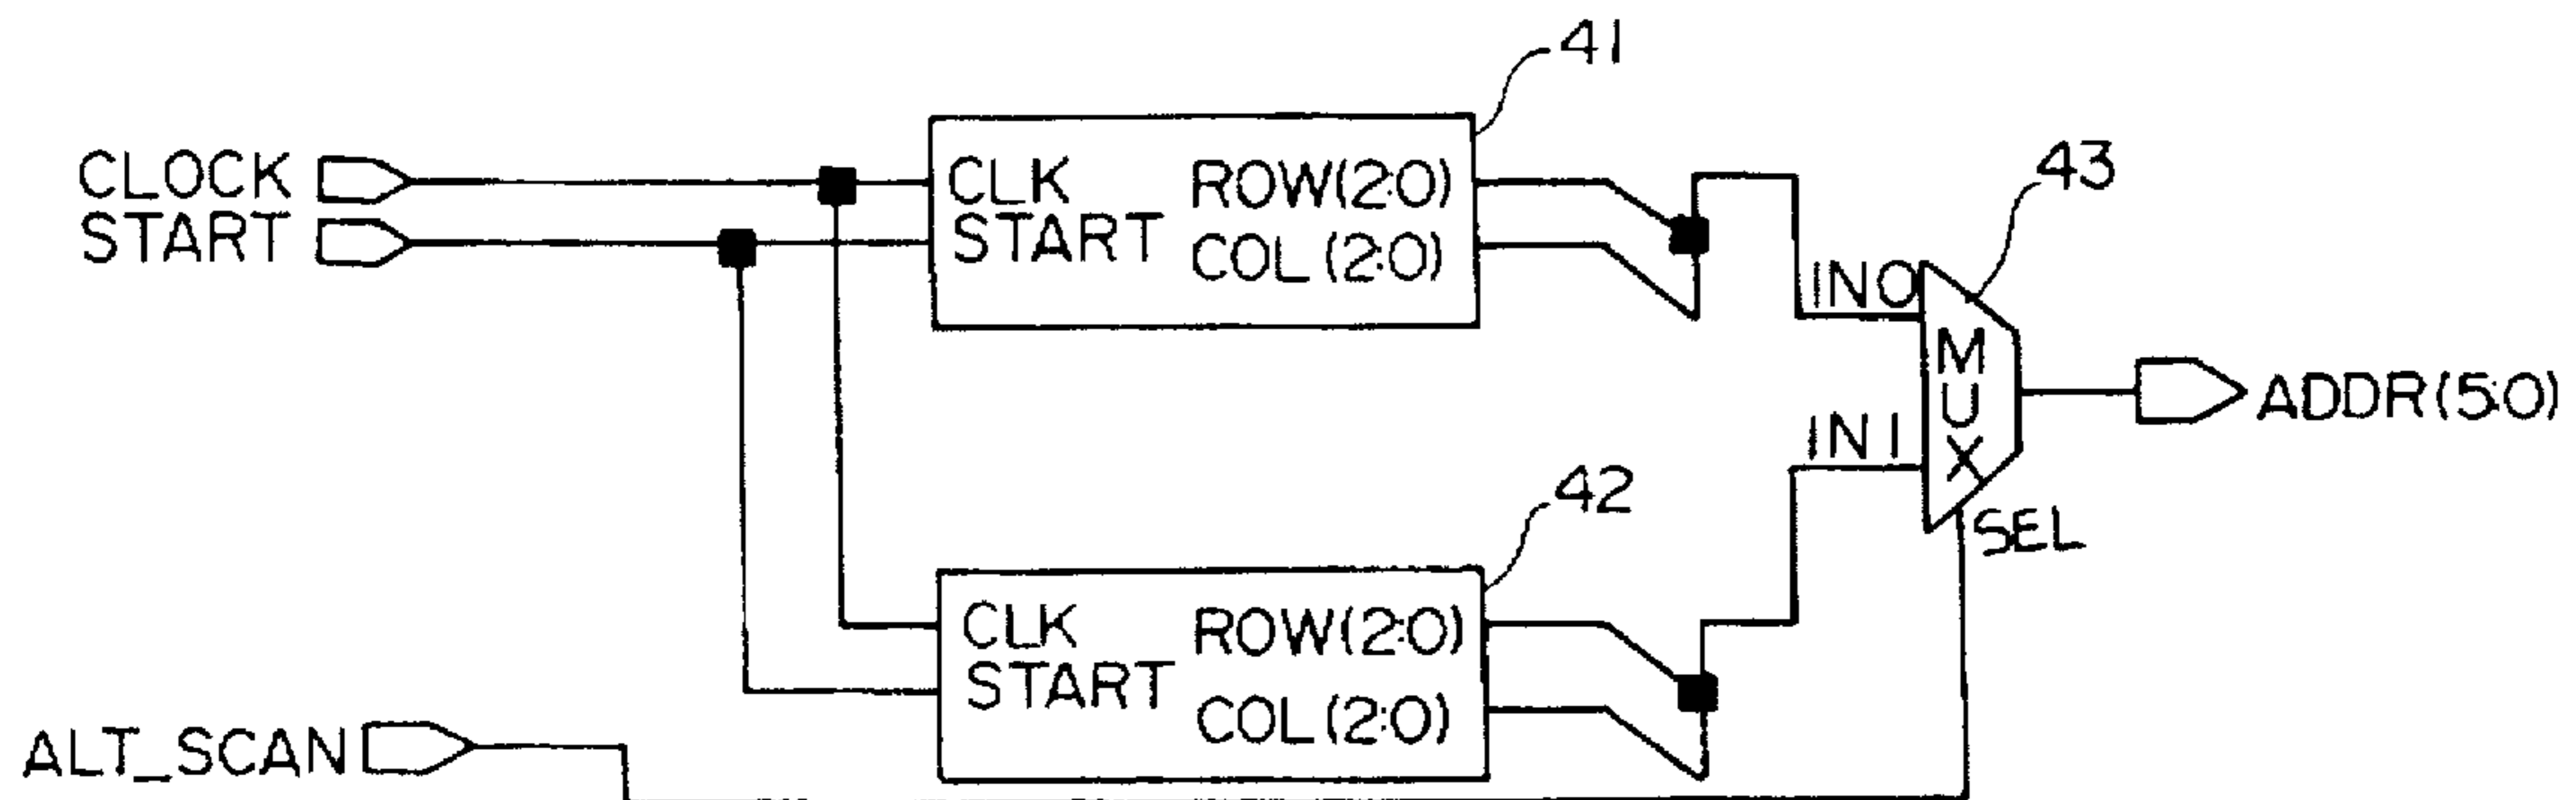 41
CLOCK
START
CLK
START
ROW(2:0)
COL(2:0)
43
IN0
MUX
IN1
SEL
ADDR(5:0)
42
CLK
START
ROW(2:0)
COL(2:0)
ALT_SCAN